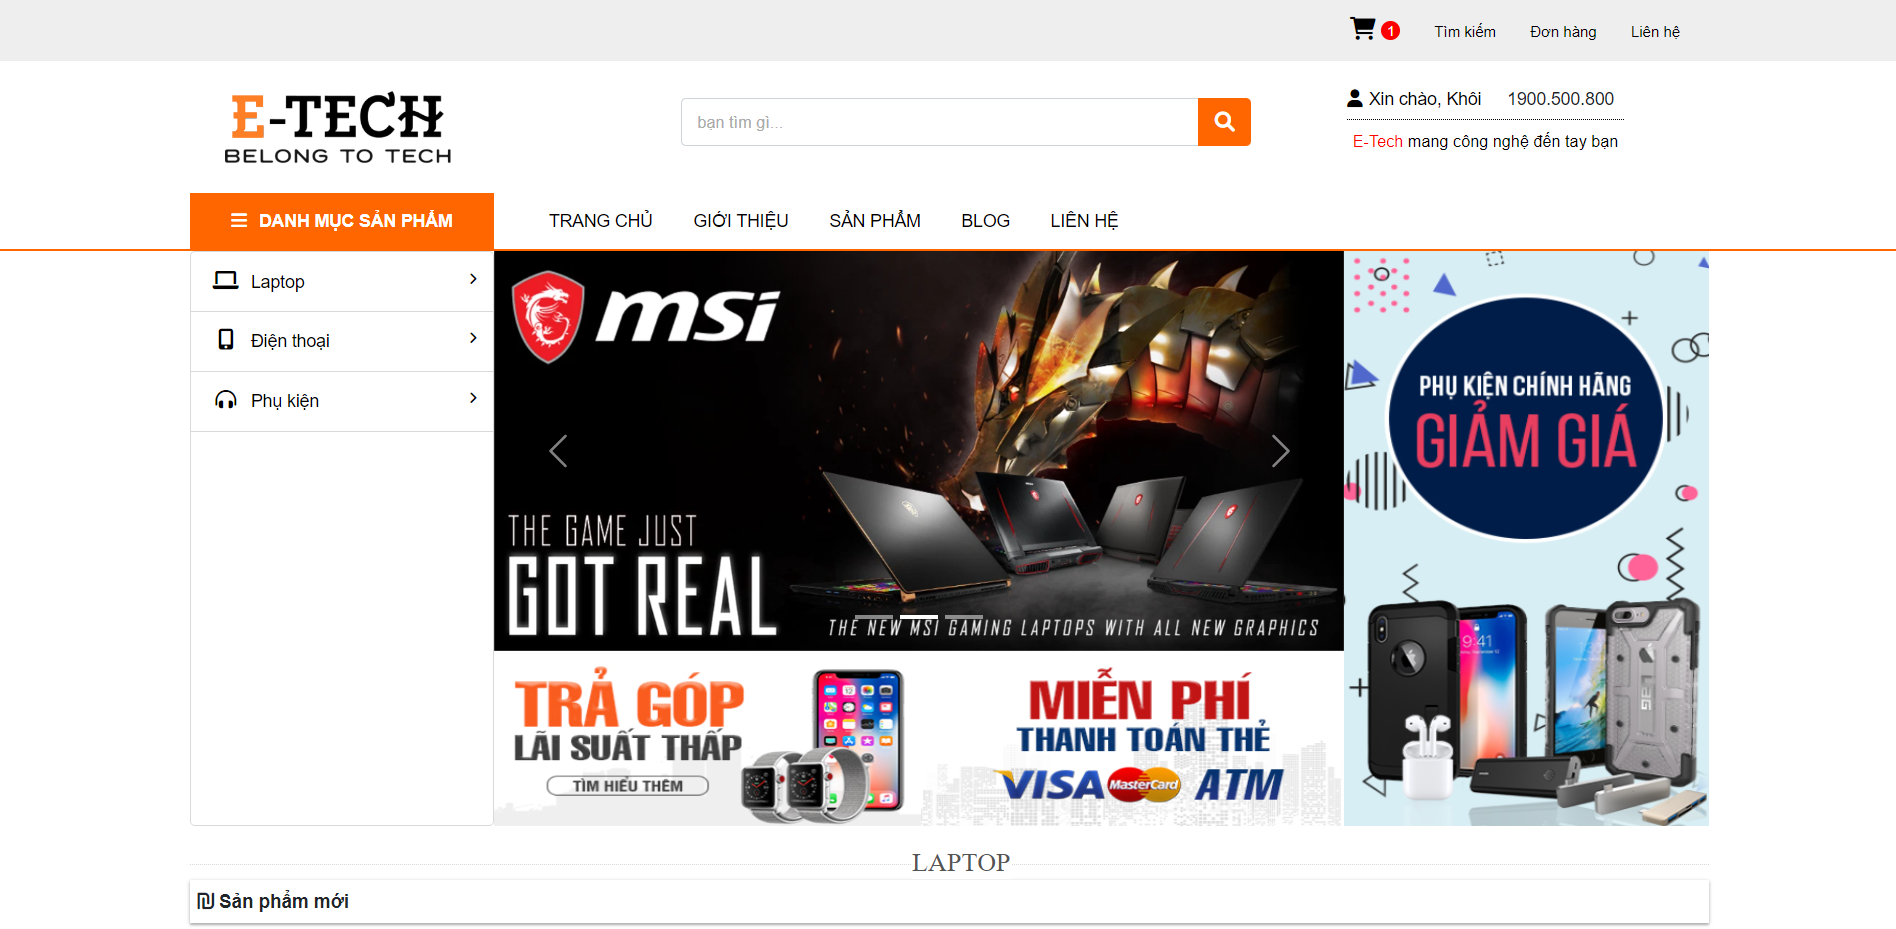 1 Tìm kiếm Đơn hàng Liên hệ
E-TECH
BELONG TO TECH
bạn tìm gì...
Xin chào, Khôi 1900.500.800
E-Tech mang công nghệ đến tay bạn
DANH MỤC SẢN PHẨM
TRANG CHỦ GIỚI THIỆU SẢN PHẨM BLOG LIÊN HỆ
Laptop
Điện thoại
Phụ kiện
msi
THE GAME JUST
GOT REAL
THE NEW MSI GAMING LAPTOPS WITH ALL NEW GRAPHICS
PHỤ KIỆN CHÍNH HÃNG
GIẢM GIÁ
9:41
UAG
TRẢ GÓP
LÃI SUẤT THẤP
TÌM HIỂU THÊM
MIỄN PHÍ
THANH TOÁN THẺ
VISA MasterCard ATM
LAPTOP
Sản phẩm mới